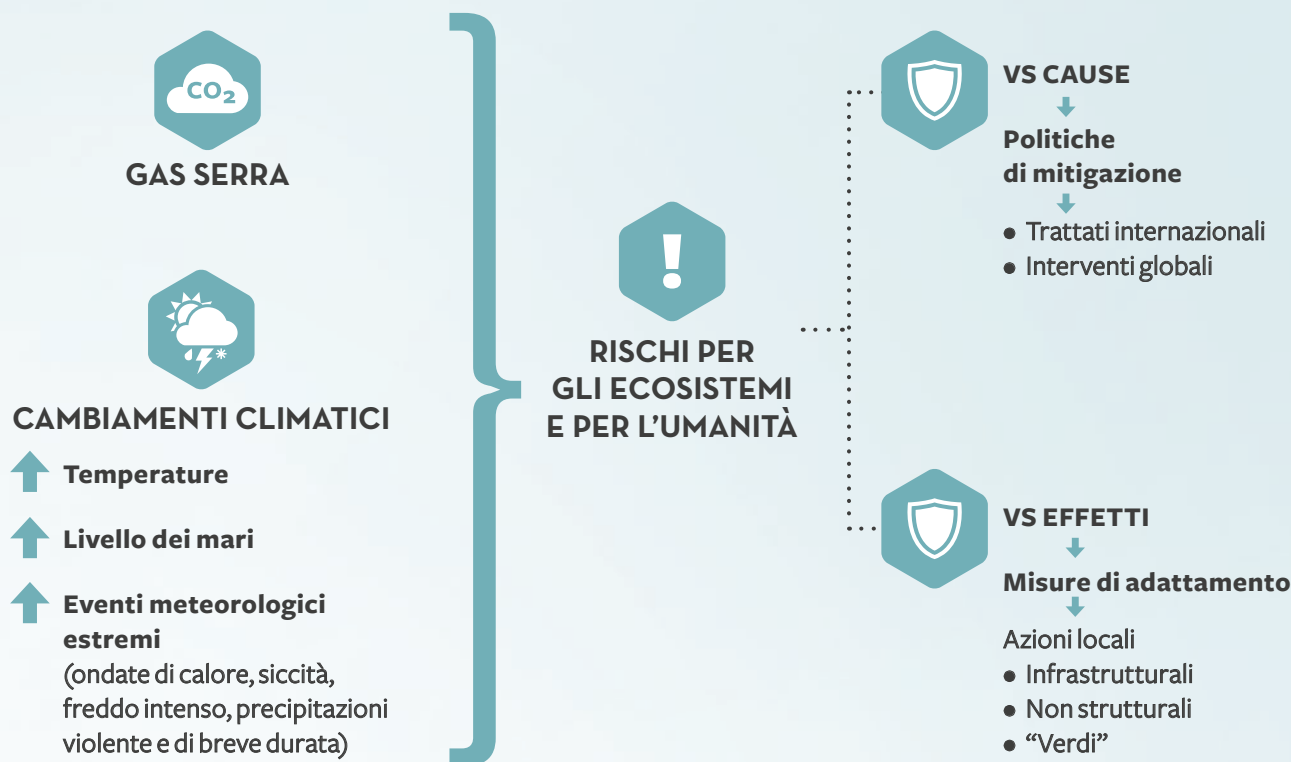 CO₂
GAS SERRA
CAMBIAMENTI CLIMATICI
Temperature
Livello dei mari
Eventi meteorologici
estremi
(ondate di calore, siccità,
freddo intenso, precipitazioni
violente e di breve durata)
!
RISCHI PER
GLI ECOSISTEMI
E PER L'UMANITÀ
VS CAUSE
Politiche
di mitigazione
• Trattati internazionali
• Interventi globali
VS EFFETTI
Misure di adattamento
Azioni locali
• Infrastrutturali
• Non strutturali
• “Verdi”